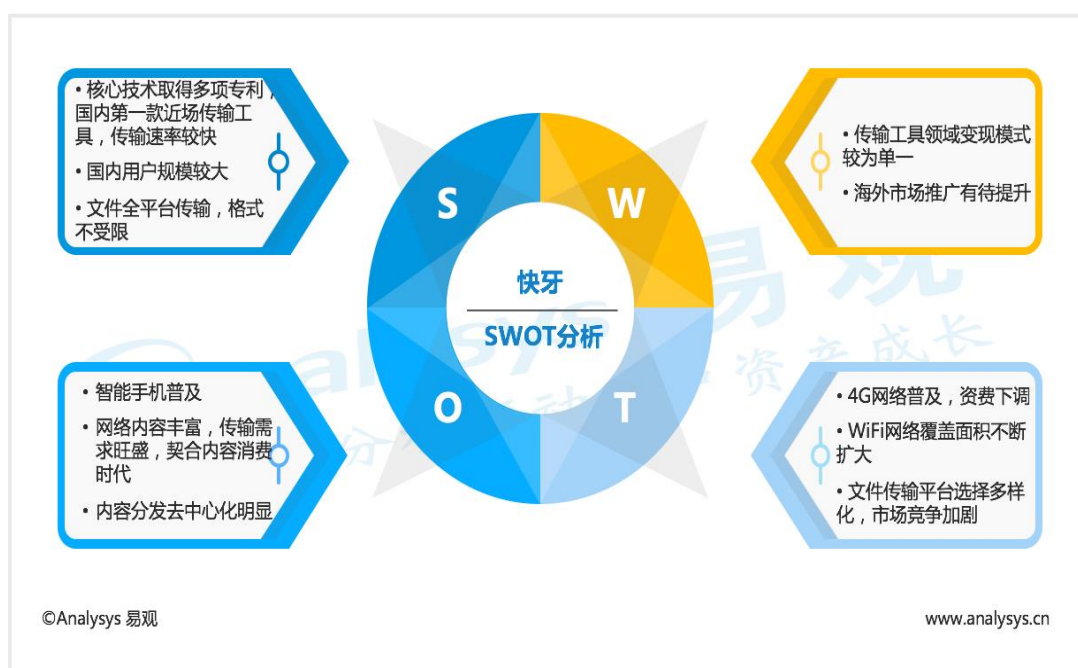 • 核心技术取得多项专利，
国内第一款近场传输工
具，传输速率较快
• 国内用户规模较大
• 文件全平台传输，格式
不受限
• 传输工具领域变现模式
较为单一
• 海外市场推广有待提升
S
W
快牙
SWOT分析
O
T
• 智能手机普及
• 网络内容丰富，传输需
求旺盛，契合内容消费
时代
• 内容分发去中心化明显
• 4G网络普及，资费下调
• WiFi网络覆盖面积不断
扩大
• 文件传输平台选择多样
化，市场竞争加剧
©Analysys 易观
www.analysys.cn